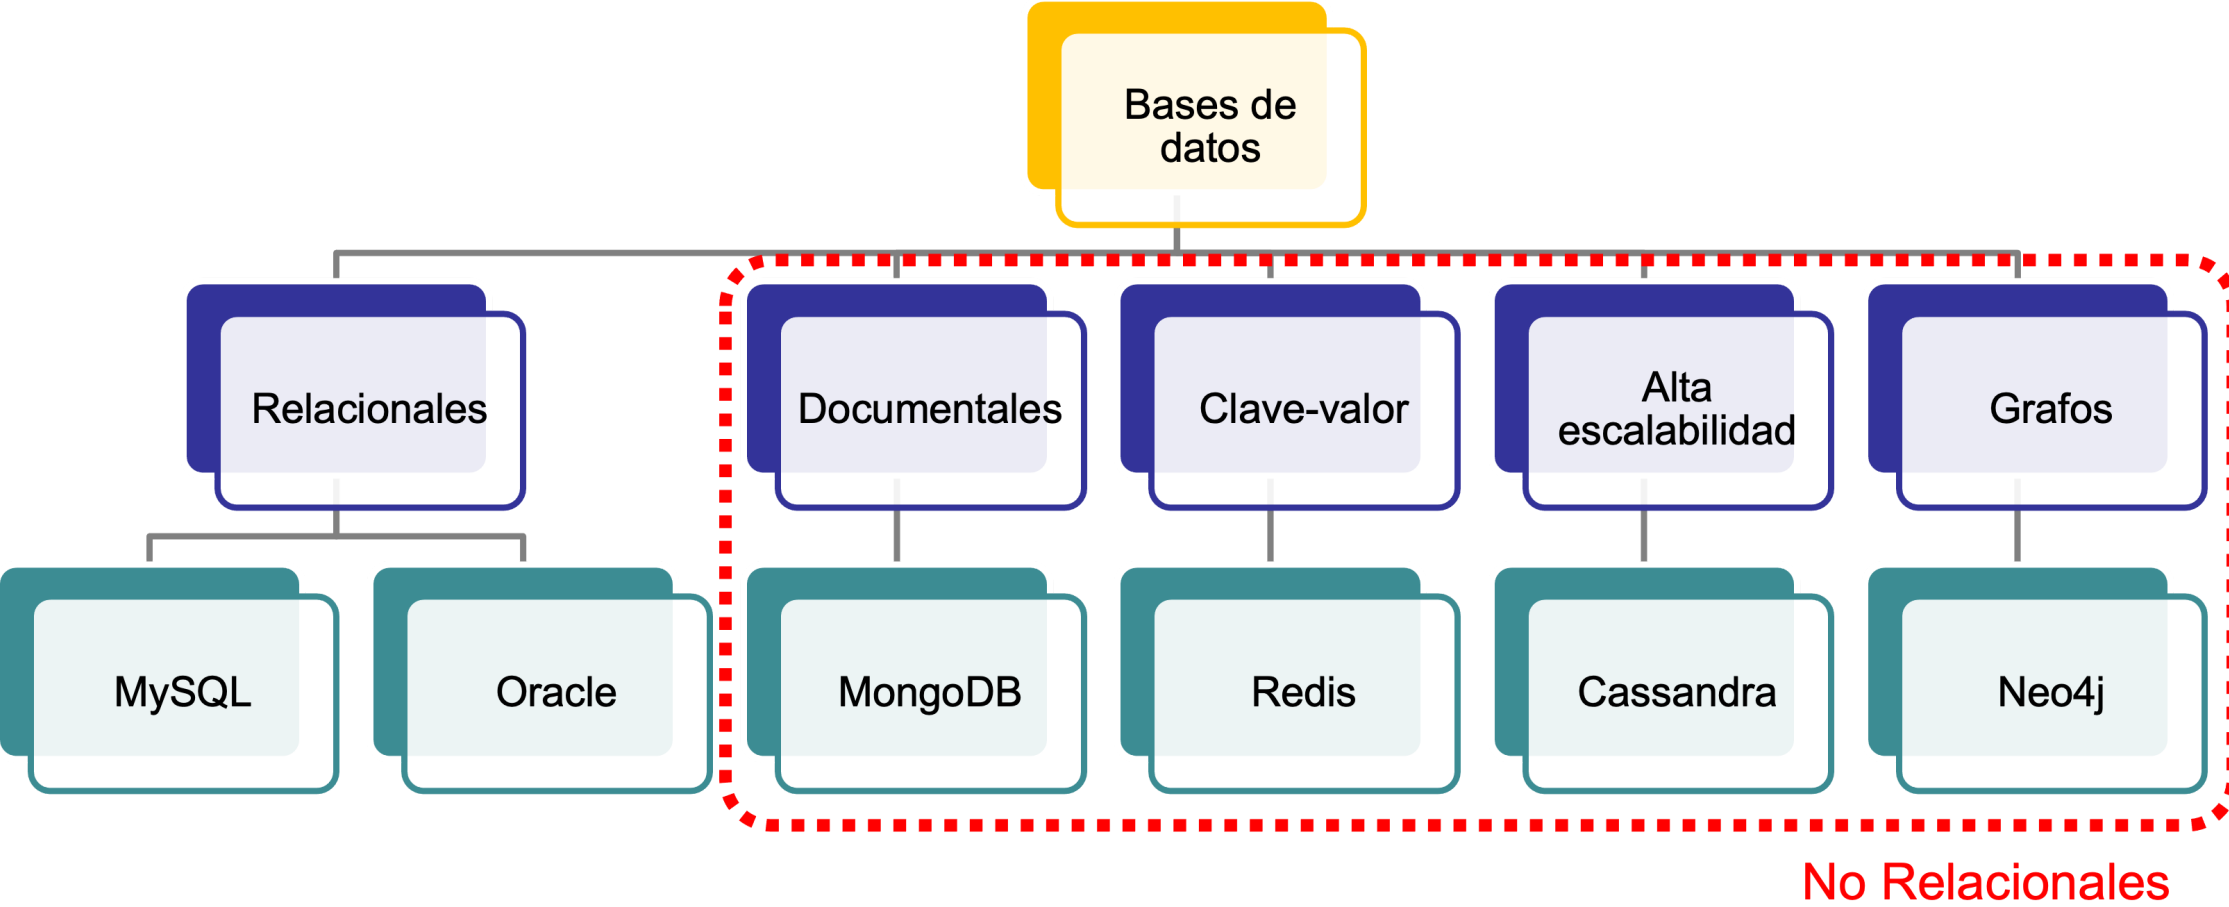 Bases de
datos
Relacionales
Documentales
Clave-valor
Alta
escalabilidad
Grafos
MySQL
Oracle
MongoDB
Redis
Cassandra
Neo4j
No Relacionales